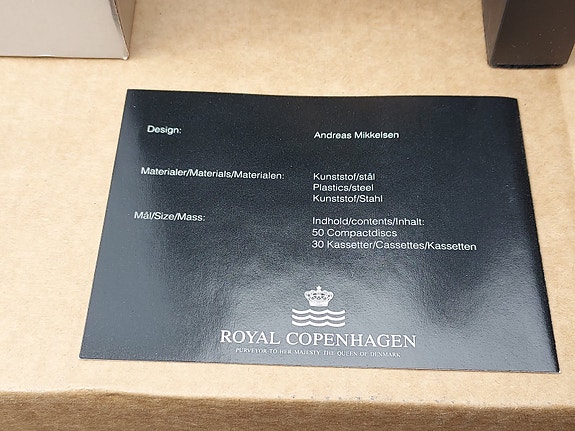 Design: Andreas Mikkelsen
Materialer/Materials/Materialen: Kunststof/stål
Plastics/steel
Kunststof/Stahl
Mål/Size/Mass: Indhold/contents/Inhalt:
50 Compactdiscs
30 Kassetter/Cassettes/Kassetten
ROYAL COPENHAGEN
PURVEYOR TO HER MAJESTY THE QUEEN OF DENMARK